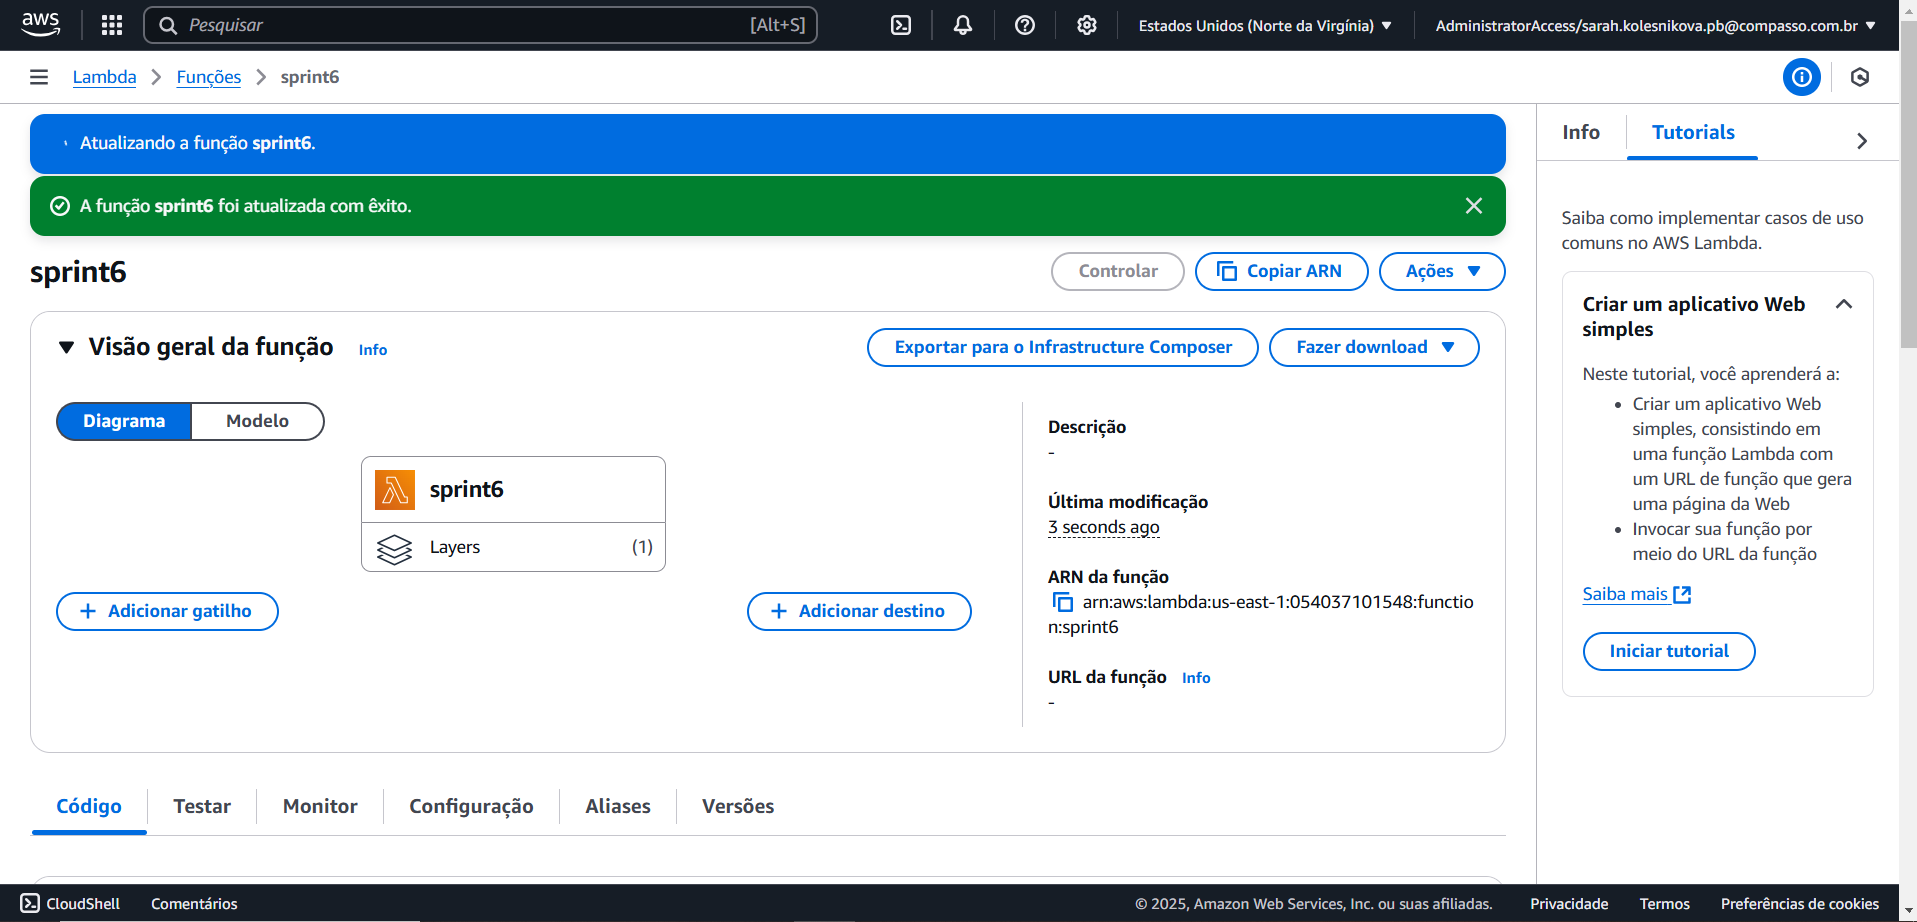 aws
Pesquisar [Alt+S]
Estados Unidos (Norte da Virgínia) ▼
AdministratorAccess/sarah.kolesnikova.pb@compasso.com.br ▼
Lambda > Funções > sprint6
Atualizando a função sprint6.
A função sprint6 foi atualizada com êxito.
sprint6
Controlar
Copiar ARN
Ações ▼
Visão geral da função Info
Exportar para o Infrastructure Composer
Fazer download ▼
Diagrama
Modelo
sprint6
Layers (1)
+ Adicionar gatilho
+ Adicionar destino
Descrição
-
Última modificação
3 seconds ago
ARN da função
arn:aws:lambda:us-east-1:054037101548:functio
n:sprint6
URL da função Info
-
Código
Testar
Monitor
Configuração
Aliases
Versões
Info
Tutorials
Saiba como implementar casos de uso
comuns no AWS Lambda.
Criar um aplicativo Web
simples
Neste tutorial, você aprenderá a:
• Criar um aplicativo Web
simples, consistindo em
uma função Lambda com
um URL de função que gera
uma página da Web
• Invocar sua função por
meio do URL da função
Saiba mais
Iniciar tutorial
CloudShell
Comentários
© 2025, Amazon Web Services, Inc. ou suas afiliadas.
Privacidade
Termos
Preferências de cookies